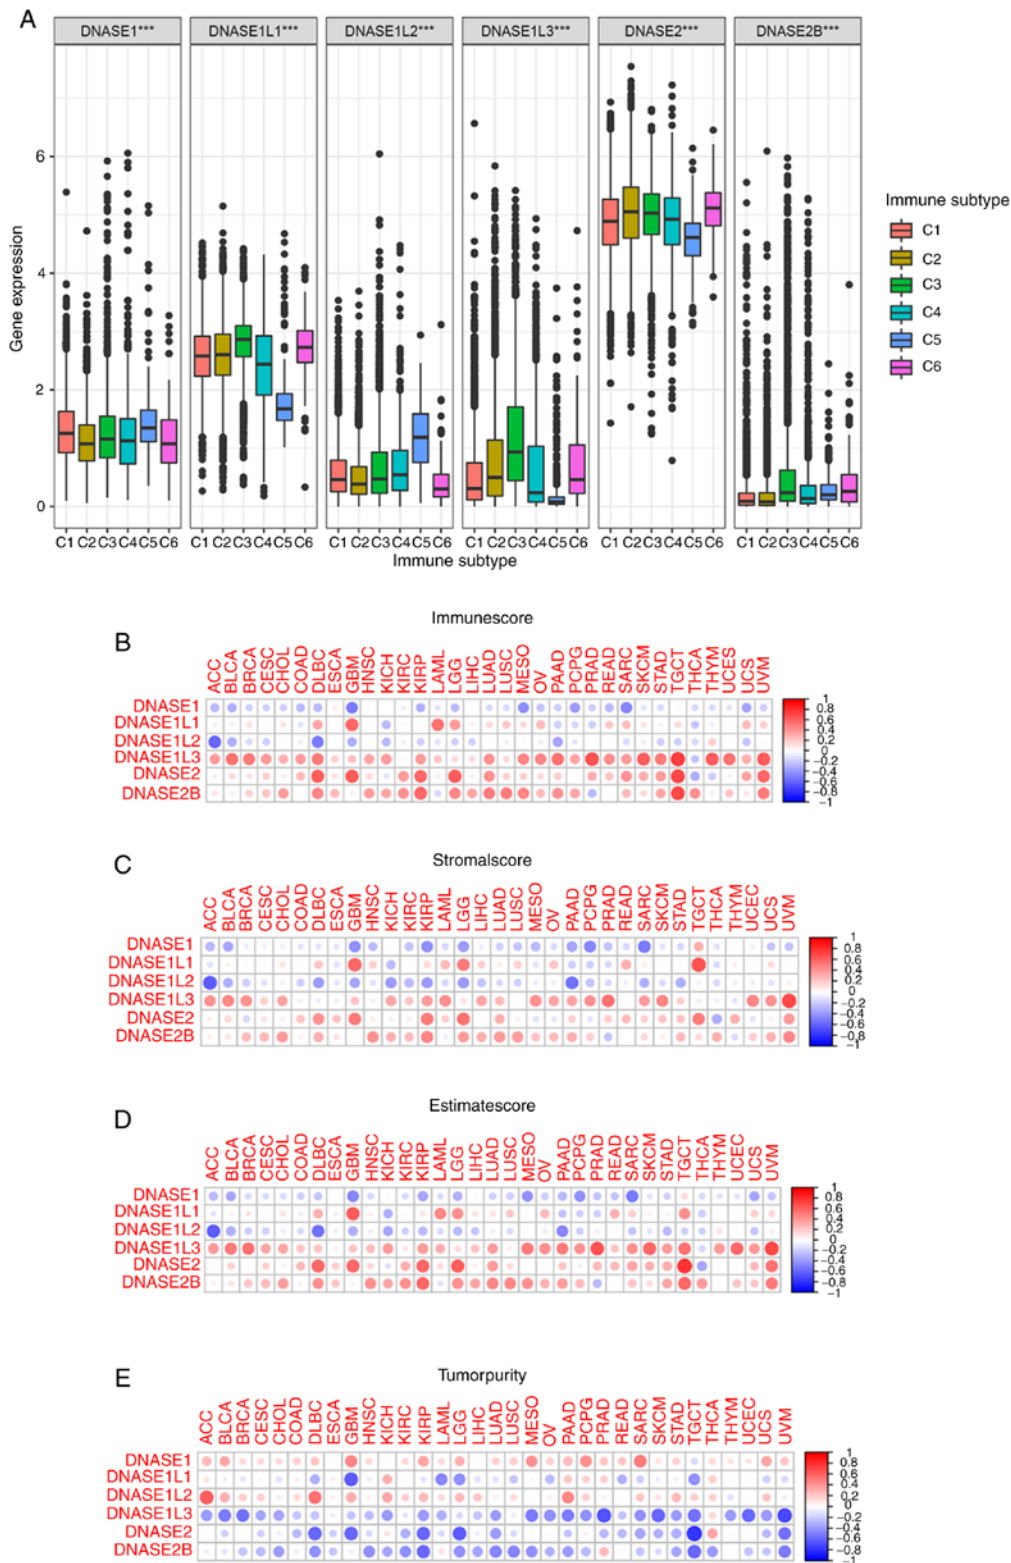 A
DNASE1*** DNASE1L1*** DNASE1L2*** DNASE1L3*** DNASE2*** DNASE2B***
6
4
2
0
Gene expression
C1 C2 C3 C4 C5 C6 C1 C2 C3 C4 C5 C6 C1 C2 C3 C4 C5 C6 C1 C2 C3 C4 C5 C6 C1 C2 C3 C4 C5 C6 C1 C2 C3 C4 C5 C6
Immune subtype
Immune subtype
C1
C2
C3
C4
C5
C6
B
Immunescore
ACC BLCA BRCA CESC CHOL COAD DLBC ESCA GBM HNSC KICH KIRC KIRP LAML LGG LIHC LUAD LUSC MESO OV PAAD PCPG PRAD READ SARC SKCM STAD TGCT THCA THYM UCES UCS UVM
DNASE1
DNASE1L1
DNASE1L2
DNASE1L3
DNASE2
DNASE2B
1
0.8
0.6
0.4
0.2
0
-0.2
-0.4
-0.6
-0.8
-1
C
Stromalscore
ACC BLCA BRCA CESC CHOL COAD DLBC ESCA GBM HNSC KICH KIRC KIRP LAML LGG LIHC LUAD LUSC MESO OV PAAD PCPG PRAD READ SARC SKCM STAD TGCT THCA THYM UCEC UCS UVM
DNASE1
DNASE1L1
DNASE1L2
DNASE1L3
DNASE2
DNASE2B
1
0.8
0.6
0.4
0.2
0
-0.2
-0.4
-0.6
-0.8
-1
D
Estimatescore
ACC BLCA BRCA CESC CHOL COAD DLBC ESCA GBM HNSC KICH KIRC KIRP LAML LGG LIHC LUAD LUSC MESO OV PAAD PCPG PRAD READ SARC SKCM STAD TGCT THCA THYM UCEC UCS UVM
DNASE1
DNASE1L1
DNASE1L2
DNASE1L3
DNASE2
DNASE2B
1
0.8
0.6
0.4
0.2
0
-0.2
-0.4
-0.6
-0.8
-1
E
Tumorpurity
ACC BLCA BRCA CESC CHOL COAD DLBC ESCA GBM HNSC KICH KIRC KIRP LAML LGG LIHC LUAD LUSC MESO OV PAAD PCPG PRAD READ SARC SKCM STAD TGCT THCA THYM UCEC UCS UVM
DNASE1
DNASE1L1
DNASE1L2
DNASE1L3
DNASE2
DNASE2B
1
0.8
0.6
0.4
0.2
0
-0.2
-0.4
-0.6
-0.8
-1